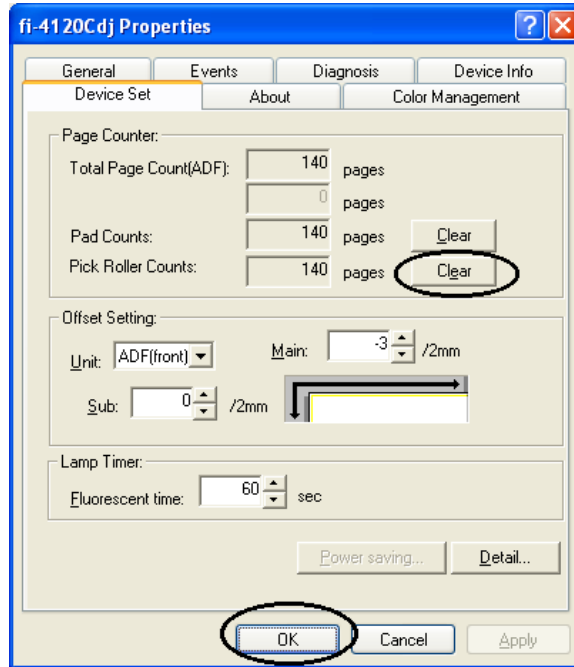 fi-4120Cdj Properties
General Events Diagnosis Device Info
Device Set About Color Management
Page Counter:
Total Page Count(ADF): 140 pages
0 pages
Pad Counts: 140 pages Clear
Pick Roller Counts: 140 pages Clear
Offset Setting:
Unit: ADF(front) Main: -3 /2mm
Sub: 0 /2mm
Lamp Timer:
Fluorescent time: 60 sec
Power saving... Detail...
OK Cancel Apply